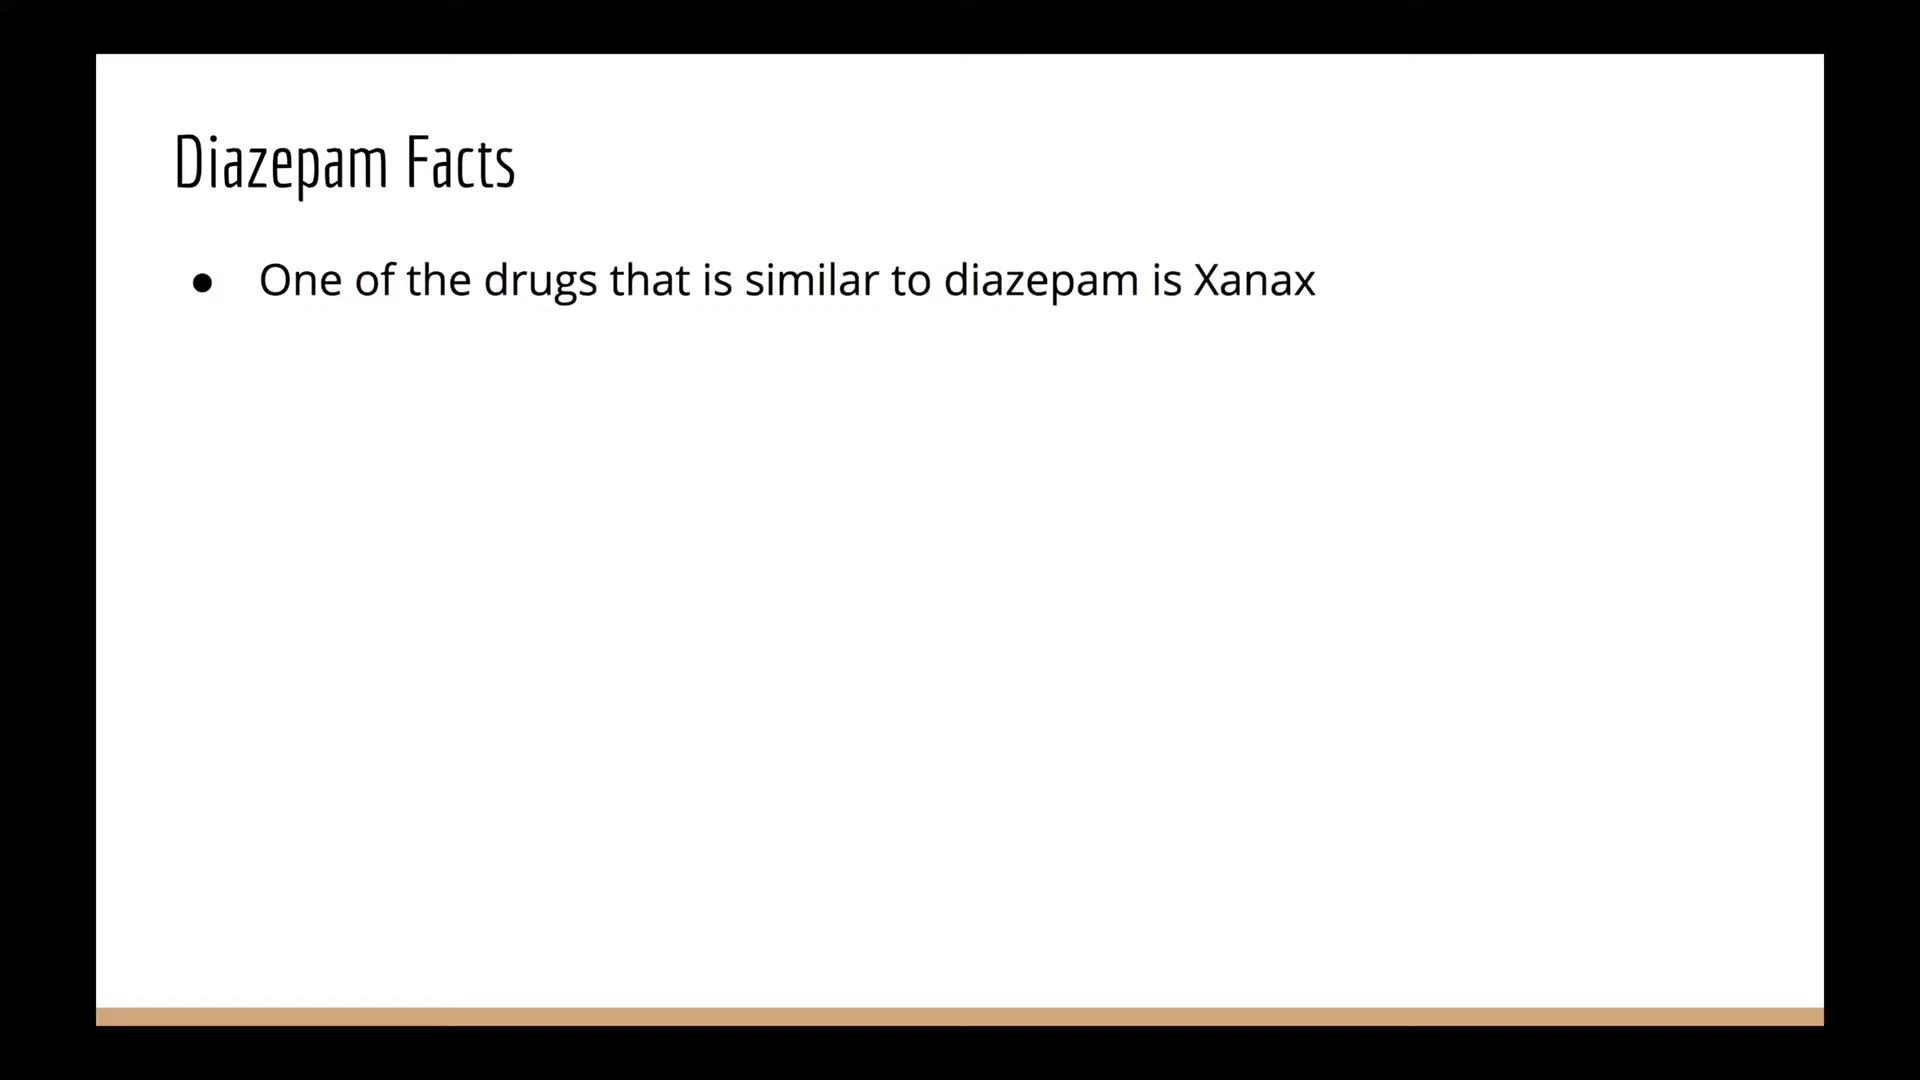 Diazepam Facts
● One of the drugs that is similar to diazepam is Xanax